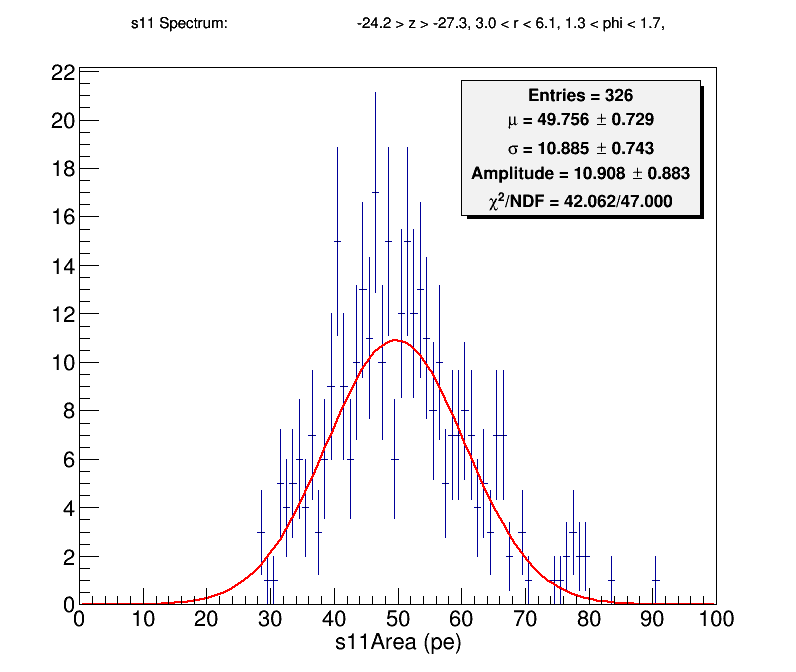 s11 Spectrum: -24.2 > z > -27.3, 3.0 < r < 6.1, 1.3 < phi < 1.7,
Entries = 326
μ = 49.756 ± 0.729
σ = 10.885 ± 0.743
Amplitude = 10.908 ± 0.883
χ²/NDF = 42.062/47.000
22
20
18
16
14
12
10
8
6
4
2
0
0 10 20 30 40 50 60 70 80 90 100
s11Area (pe)